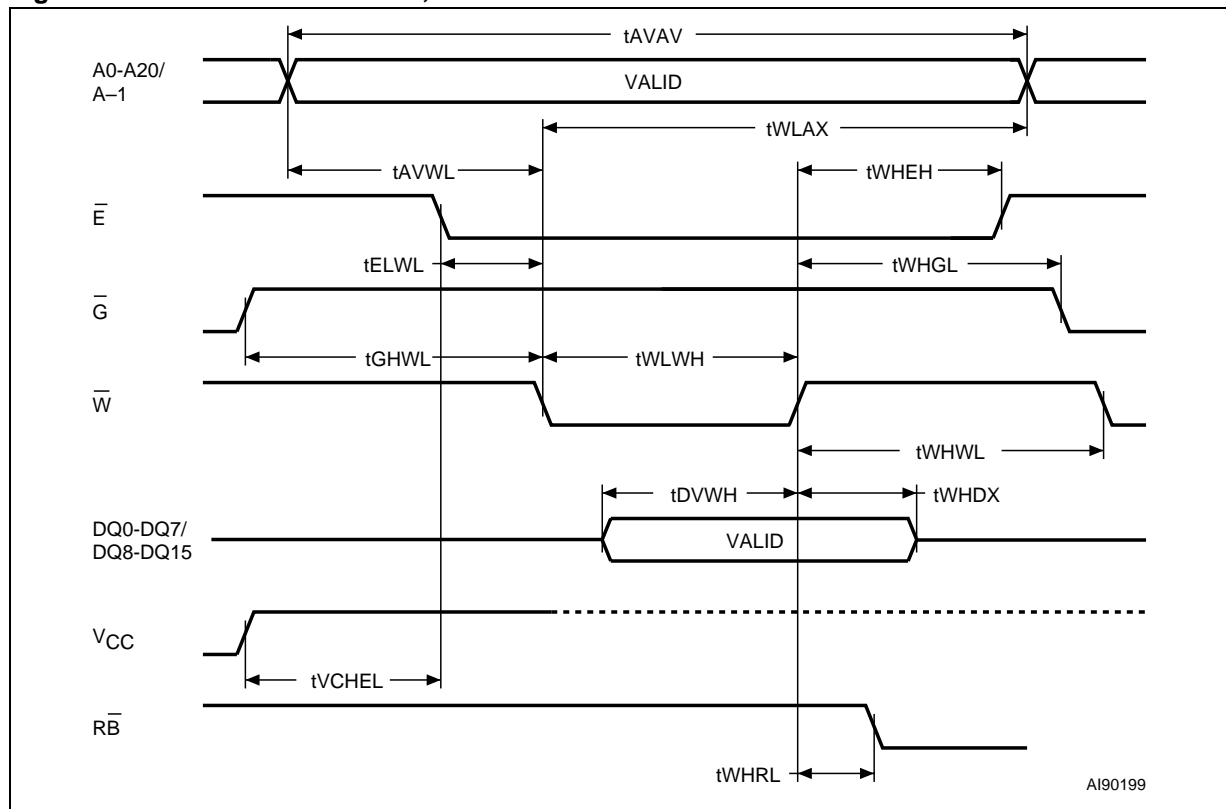 tAVAV
A0-A20/
A–1
VALID
tWLAX
tAVWL
tWHEH
E̅
tELWL
tWHGL
G̅
tGHWL
tWLWH
W̅
tWHWL
tDVWH
tWHDX
DQ0-DQ7/
DQ8-DQ15
VALID
VCC
tVCHEL
RB̅
tWHRL
AI90199